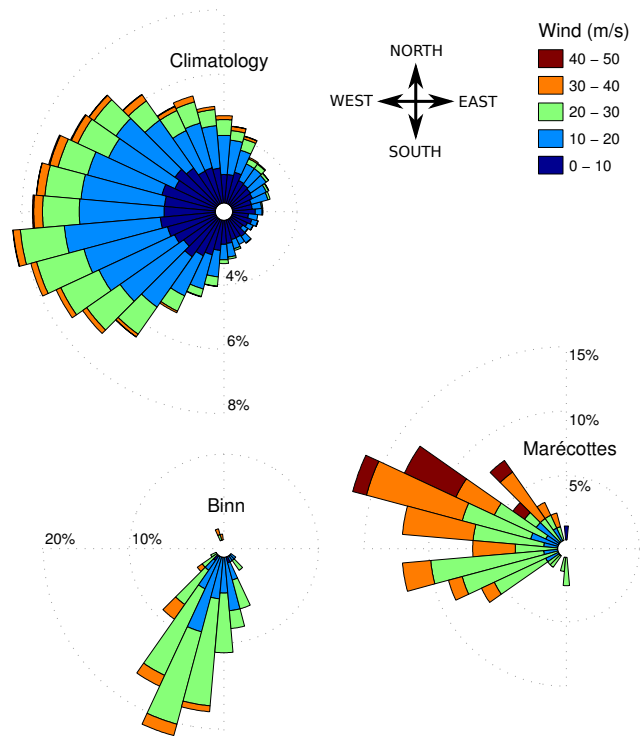 Wind (m/s)
40 – 50
30 – 40
20 – 30
10 – 20
0 – 10
NORTH
WEST
EAST
SOUTH
Climatology
4%
6%
8%
15%
10%
Marécottes
5%
Binn
20%
10%